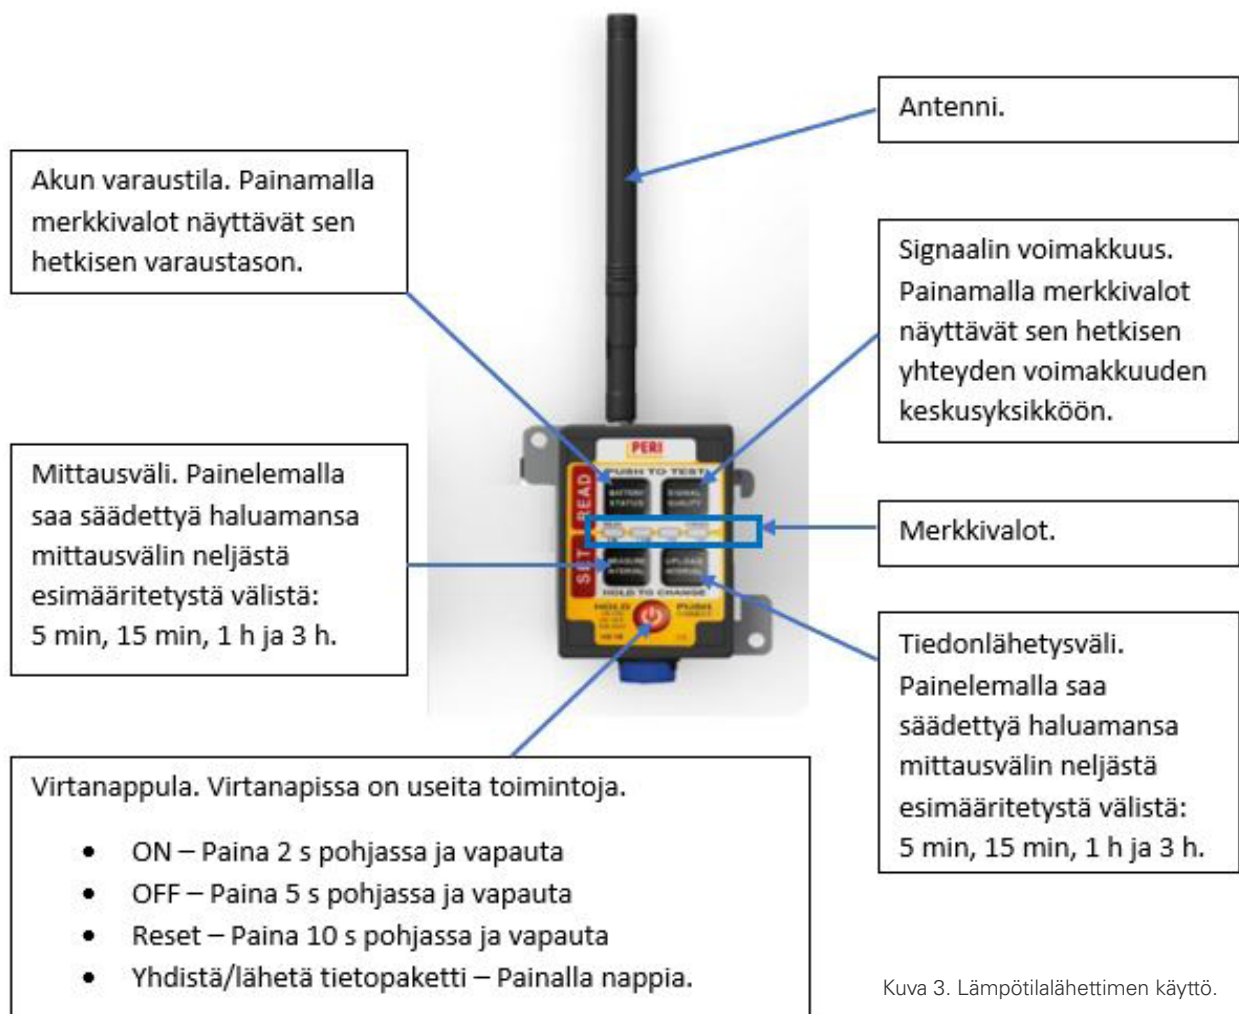 Antenni.
Akun varaustila. Painamalla
merkkivalot näyttävät sen
hetkisen varaustason.
Signaalin voimakkuus.
Painamalla merkkivalot
näyttävät sen hetkisen
yhteyden voimakkuuden
keskusyksikköön.
Mittausväli. Painelemalla
saa säädettyä haluamansa
mittausvälin neljästä
esimääritetystä välistä:
5 min, 15 min, 1 h ja 3 h.
PERI
PUSH TO TEST
READ
BATTERY
STATUS
SIGNAL
QUALITY
SET
MEASURE
INTERVAL
UPLOAD
INTERVAL
HOLD TO CHANGE
HOLD
PUSH
Merkkivalot.
Tiedonlähetysväli.
Painelemalla saa
säädettyä haluamansa
mittausvälin neljästä
esimääritetystä välistä:
5 min, 15 min, 1 h ja 3 h.
Virtanappula. Virtanapissa on useita toimintoja.
• ON – Paina 2 s pohjassa ja vapauta
• OFF – Paina 5 s pohjassa ja vapauta
• Reset – Paina 10 s pohjassa ja vapauta
• Yhdistä/lähetä tietopaketti – Painalla nappia.
Kuva 3. Lämpötilalähettimen käyttö.